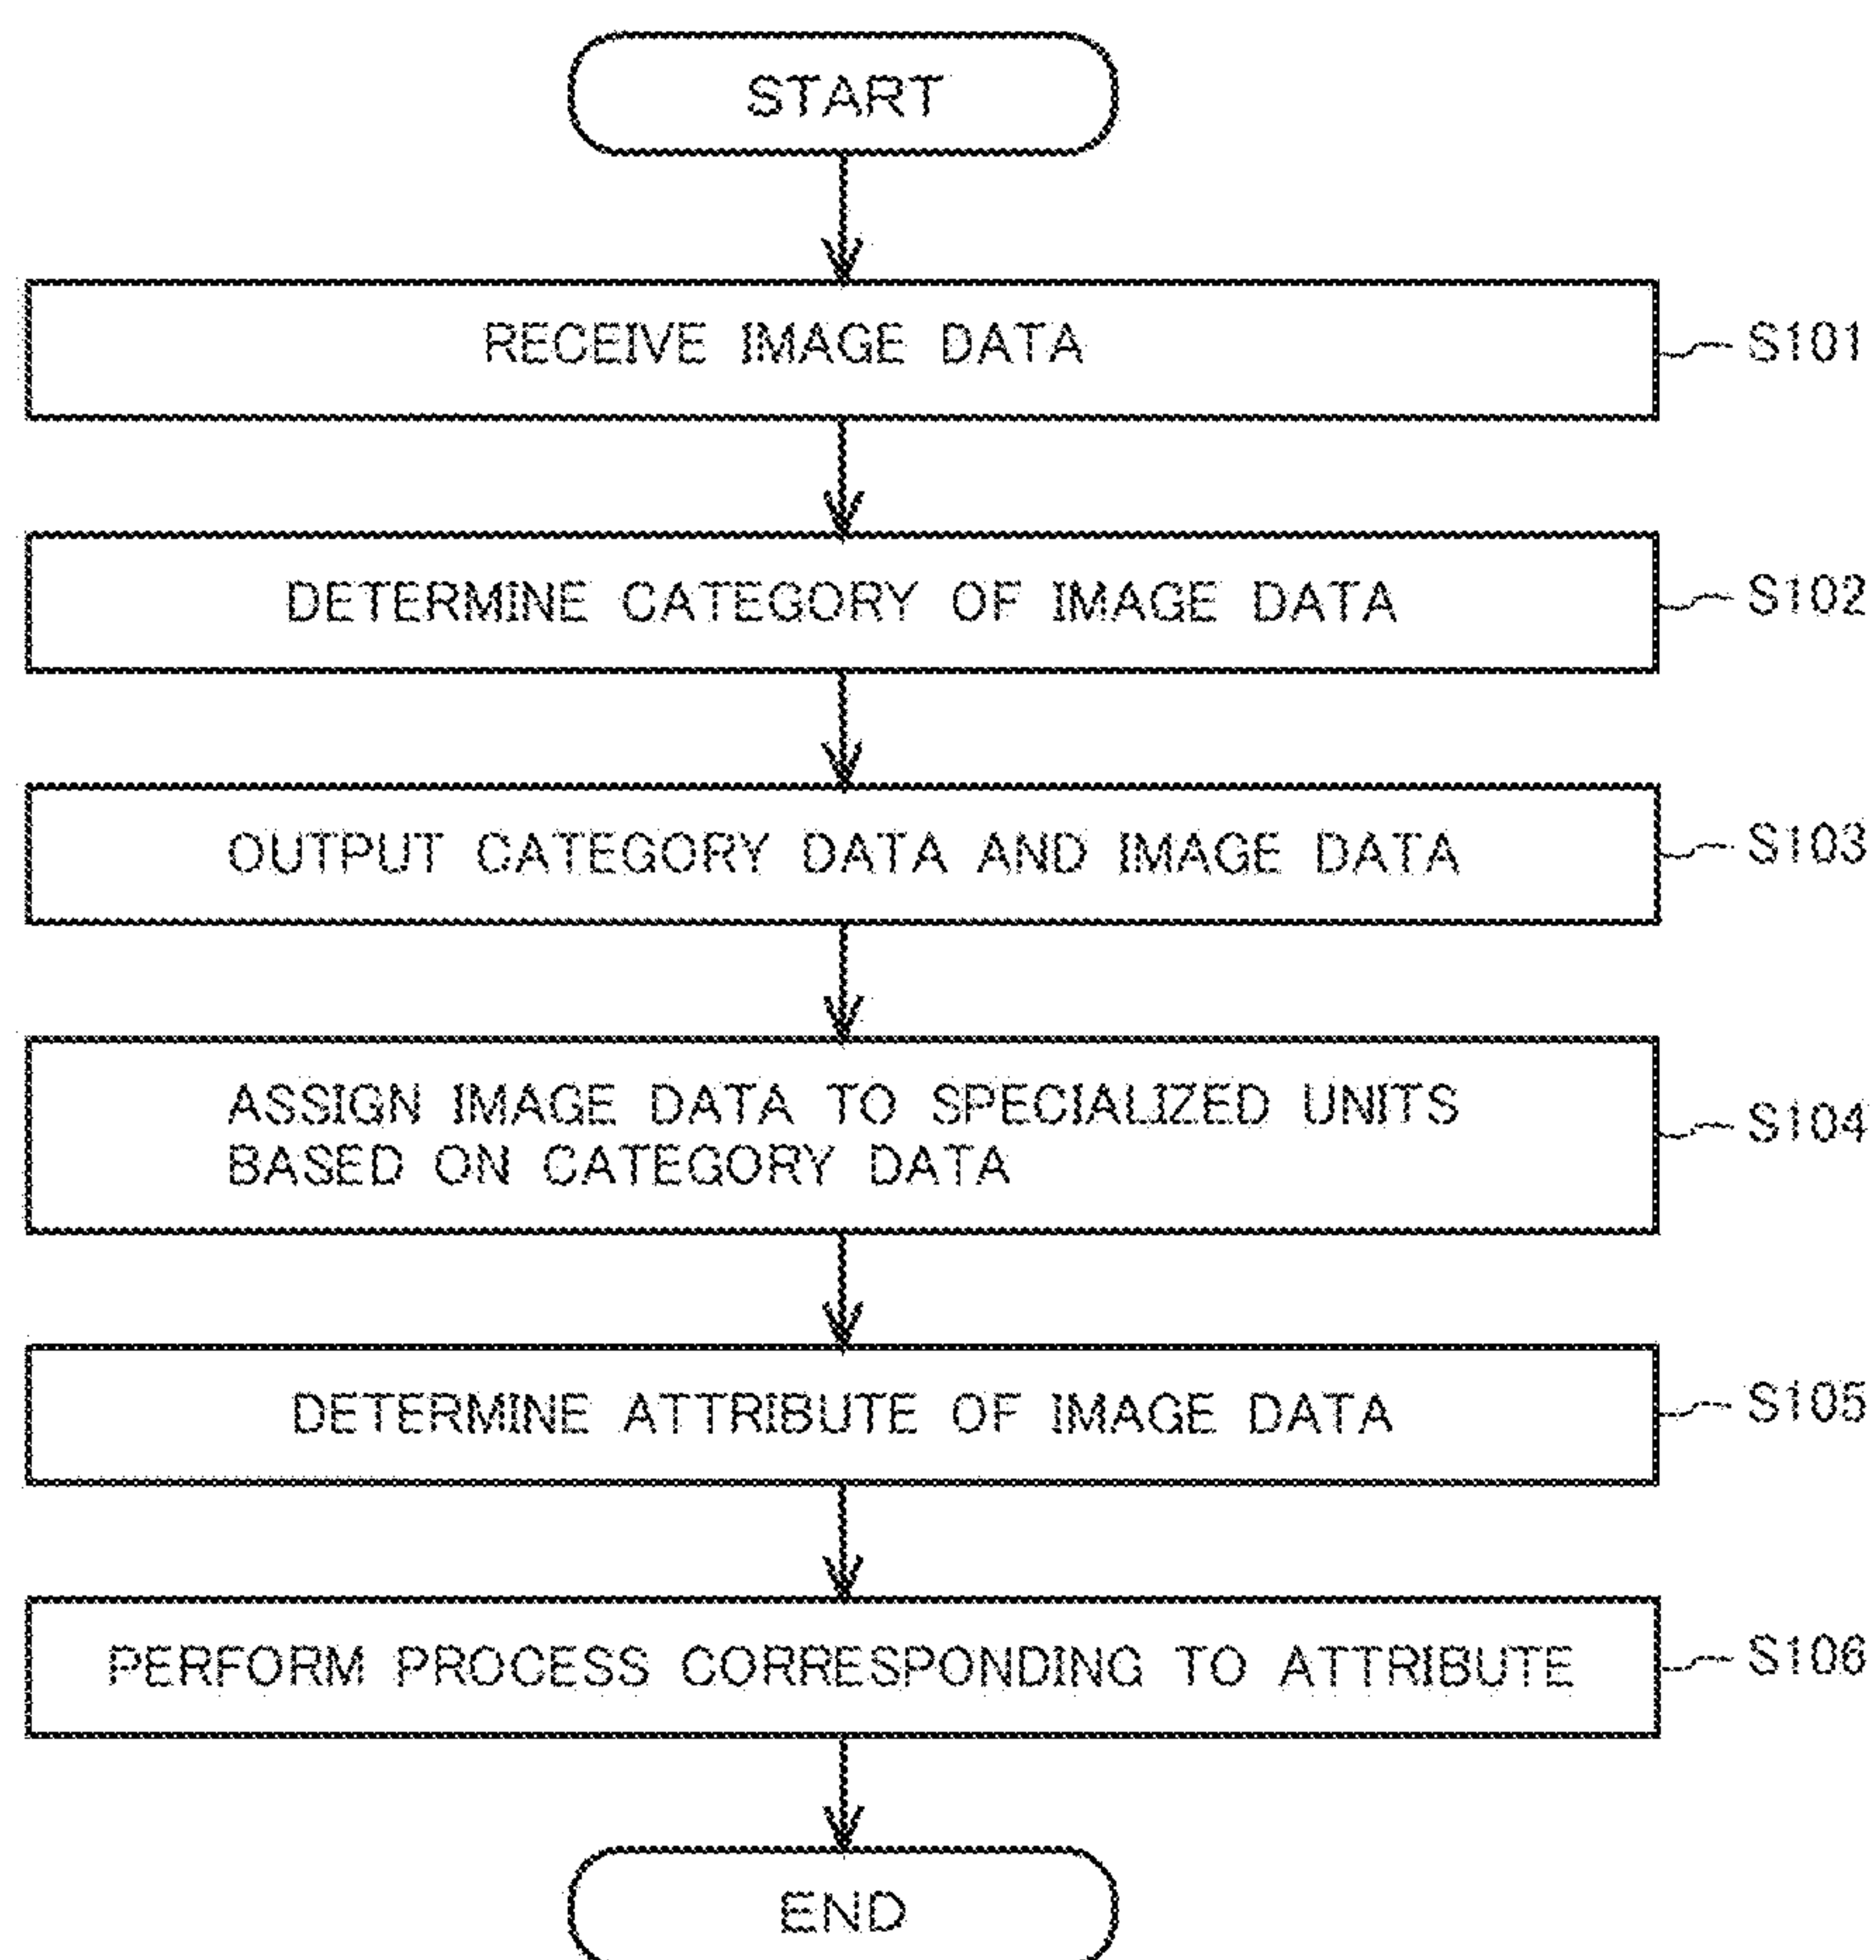 START
RECEIVE IMAGE DATA
S101
DETERMINE CATEGORY OF IMAGE DATA
S102
OUTPUT CATEGORY DATA AND IMAGE DATA
S103
ASSIGN IMAGE DATA TO SPECIALIZED UNITS
BASED ON CATEGORY DATA
S104
DETERMINE ATTRIBUTE OF IMAGE DATA
S105
PERFORM PROCESS CORRESPONDING TO ATTRIBUTE
S106
END